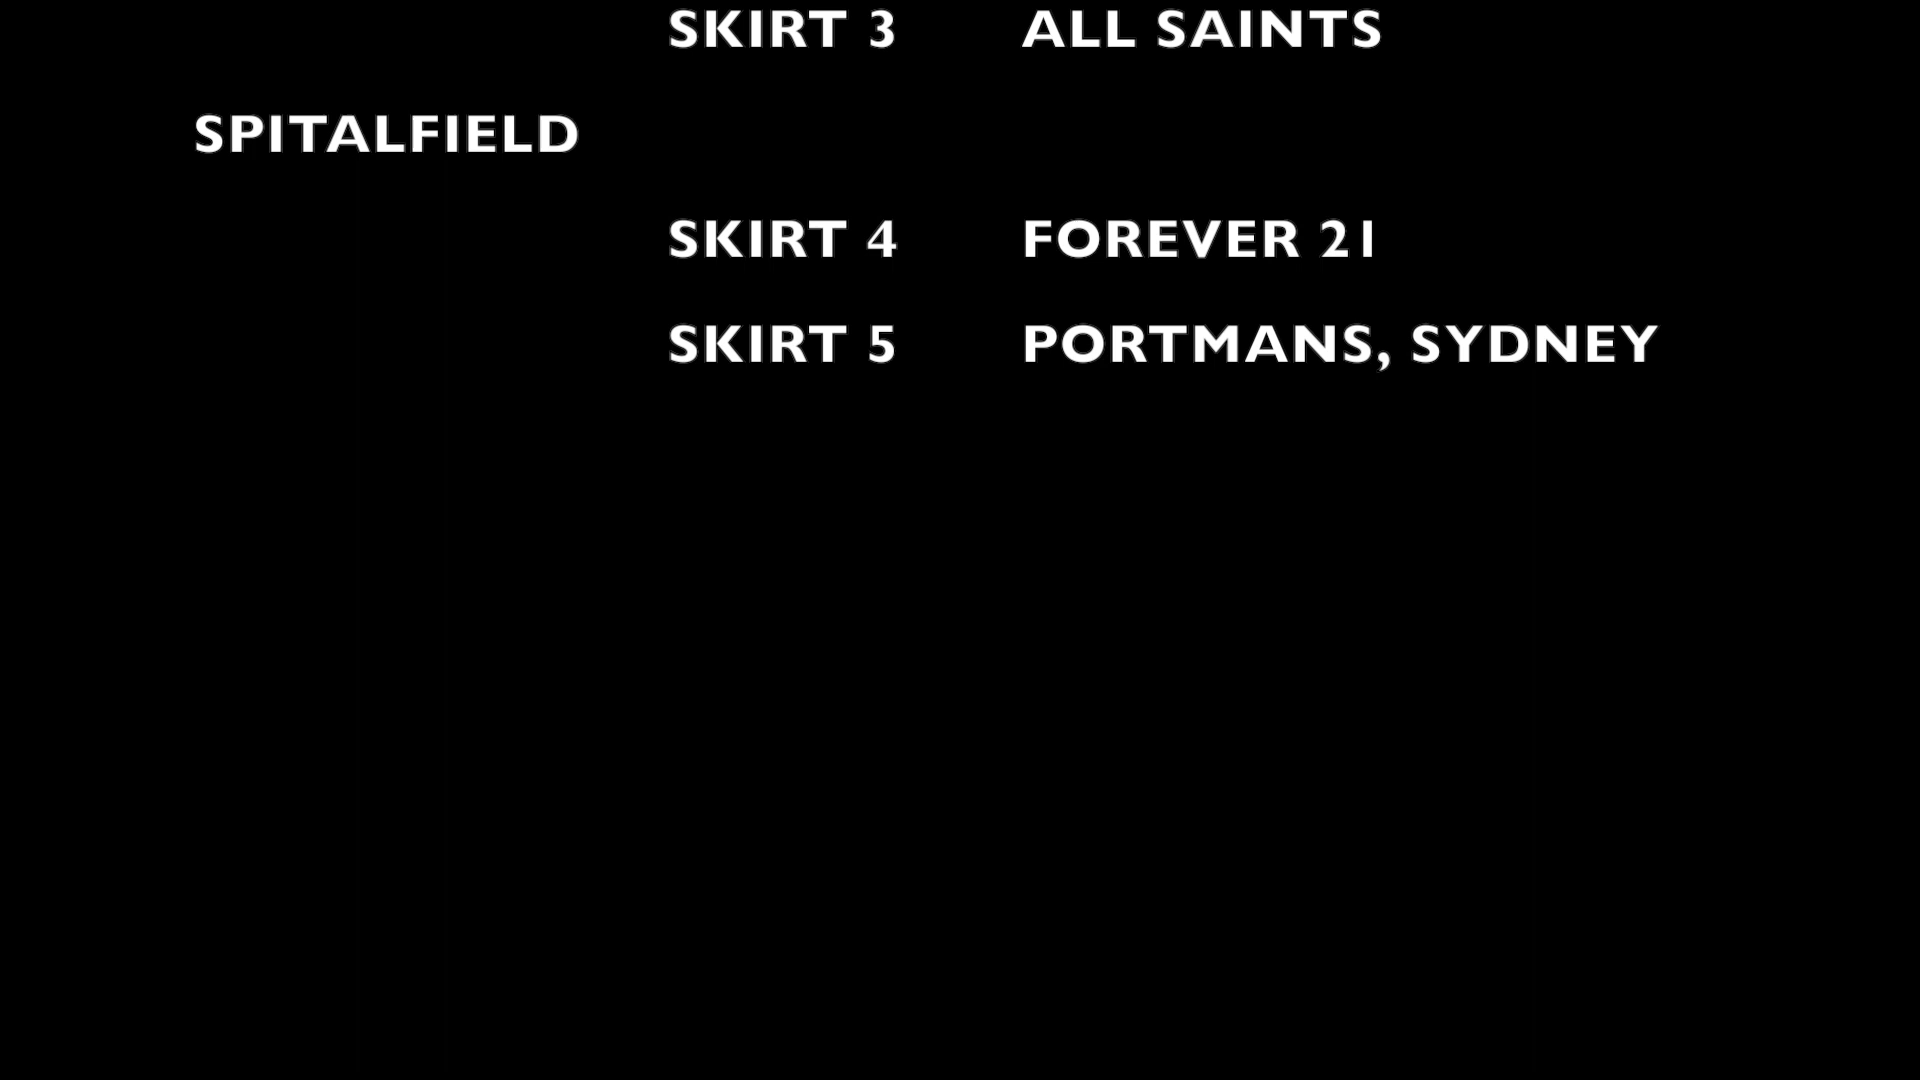 SKIRT 3 ALL SAINTS
SPITALFIELD
SKIRT 4 FOREVER 21
SKIRT 5 PORTMANS, SYDNEY